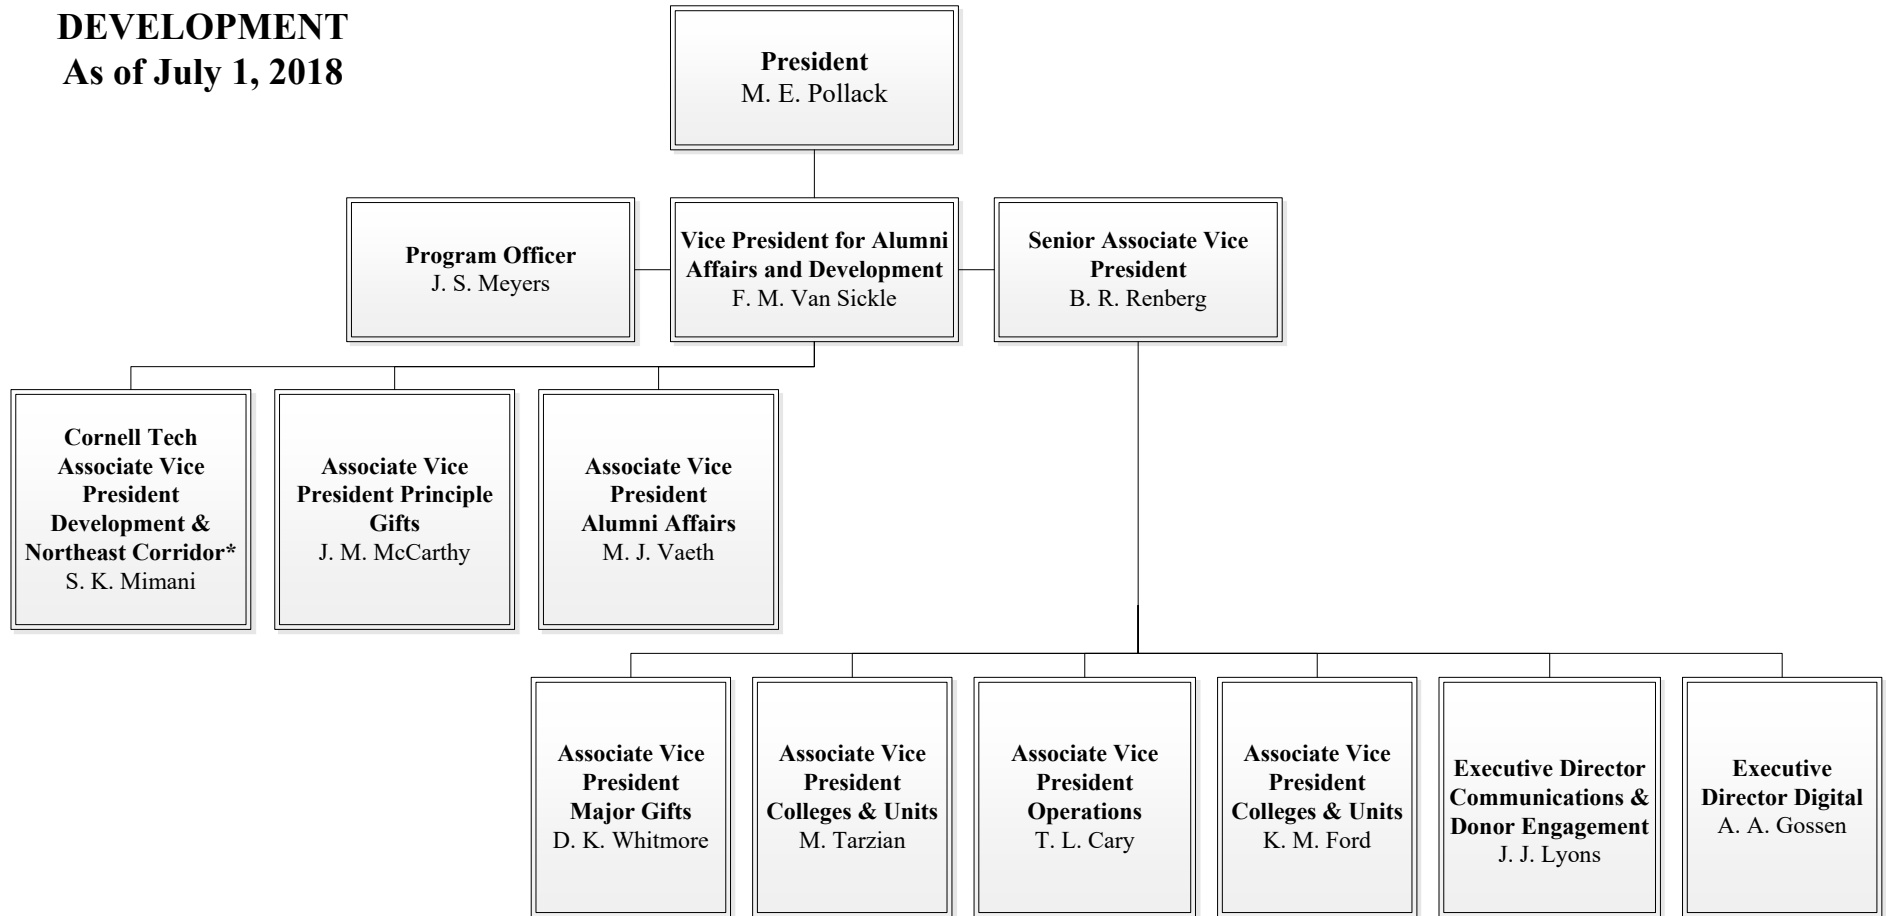 DEVELOPMENT
As of July 1, 2018
President
M. E. Pollack
Program Officer
J. S. Meyers
Vice President for Alumni
Affairs and Development
F. M. Van Sickle
Senior Associate Vice
President
B. R. Renberg
Cornell Tech
Associate Vice
President
Development &
Northeast Corridor*
S. K. Mimani
Associate Vice
President Principle
Gifts
J. M. McCarthy
Associate Vice
President
Alumni Affairs
M. J. Vaeth
Associate Vice
President
Major Gifts
D. K. Whitmore
Associate Vice
President
Colleges & Units
M. Tarzian
Associate Vice
President
Operations
T. L. Cary
Associate Vice
President
Colleges & Units
K. M. Ford
Executive Director
Communications &
Donor Engagement
J. J. Lyons
Executive
Director Digital
A. A. Gossen